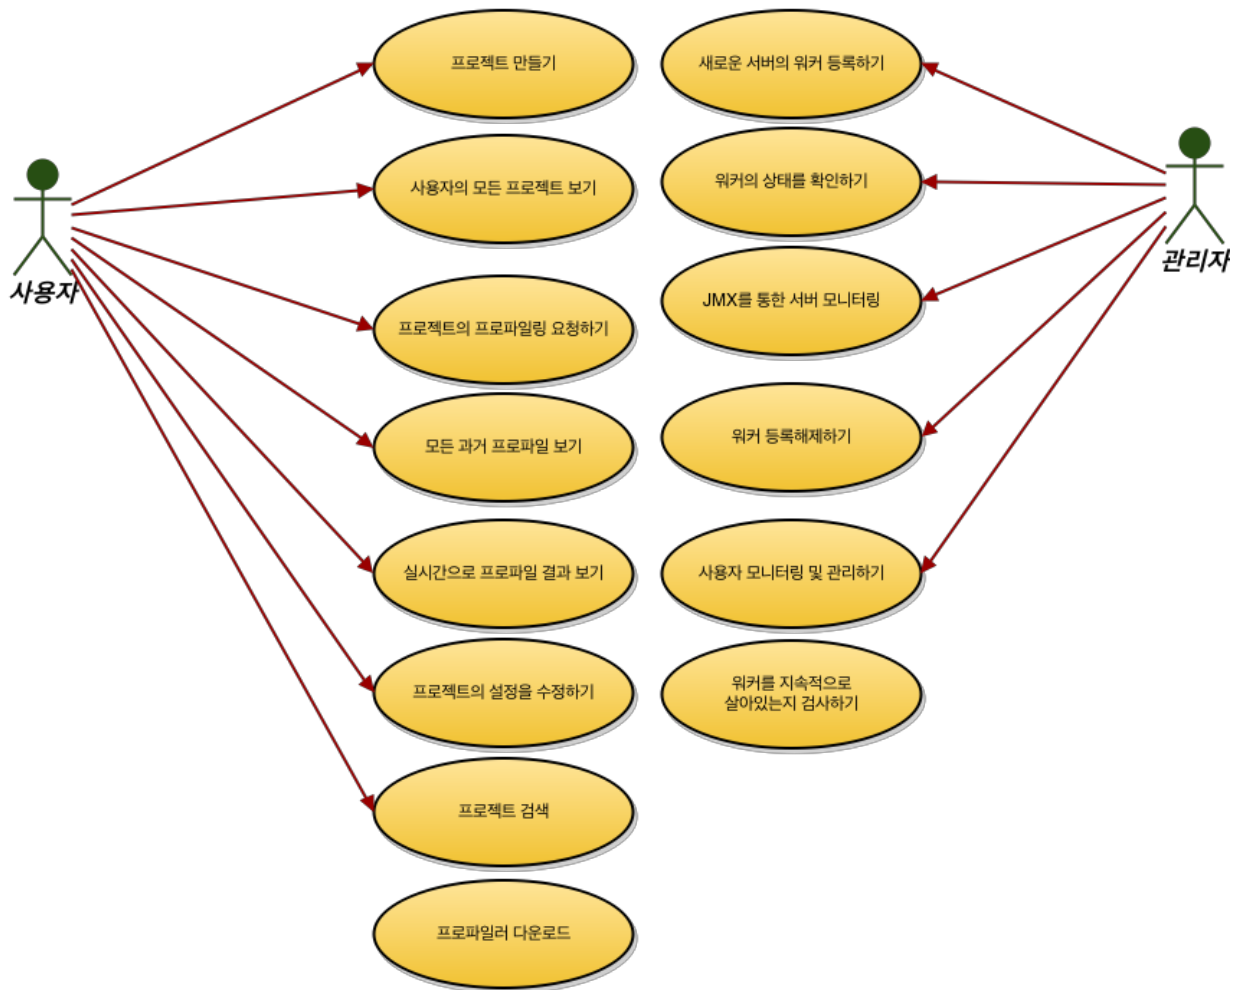 프로젝트 만들기
사용자의 모든 프로젝트 보기
프로젝트의 프로파일링 요청하기
모든 과거 프로파일 보기
실시간으로 프로파일 결과 보기
프로젝트의 설정을 수정하기
프로젝트 검색
프로파일러 다운로드
새로운 서버의 워커 등록하기
워커의 상태를 확인하기
JMX를 통한 서버 모니터링
워커 등록해제하기
사용자 모니터링 및 관리하기
워커를 지속적으로
살아있는지 검사하기
사용자
관리자